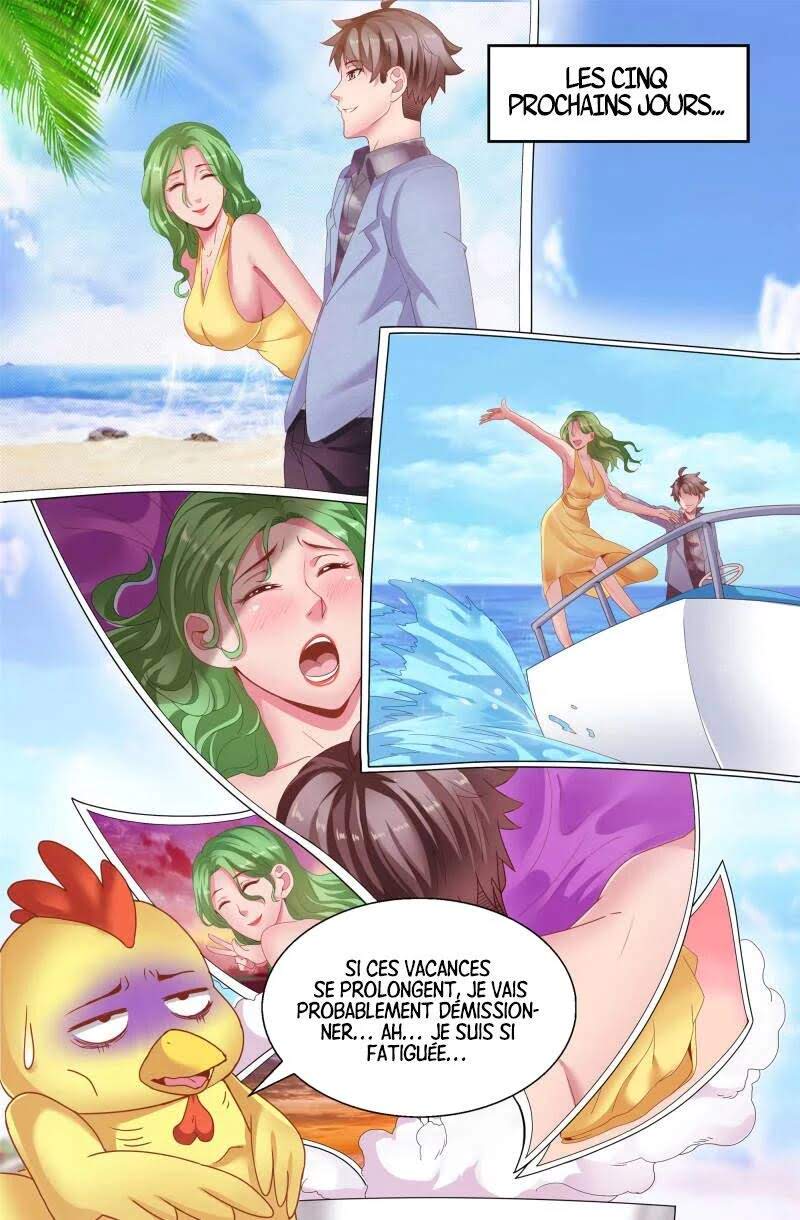 LES CINQ
PROCHAINS JOURS...
SI CES VACANCES
SE PROLONGENT, JE VAIS
PROBABLEMENT DÉMISSION-
NER... AH... JE SUIS SI
FATIGUÉE...